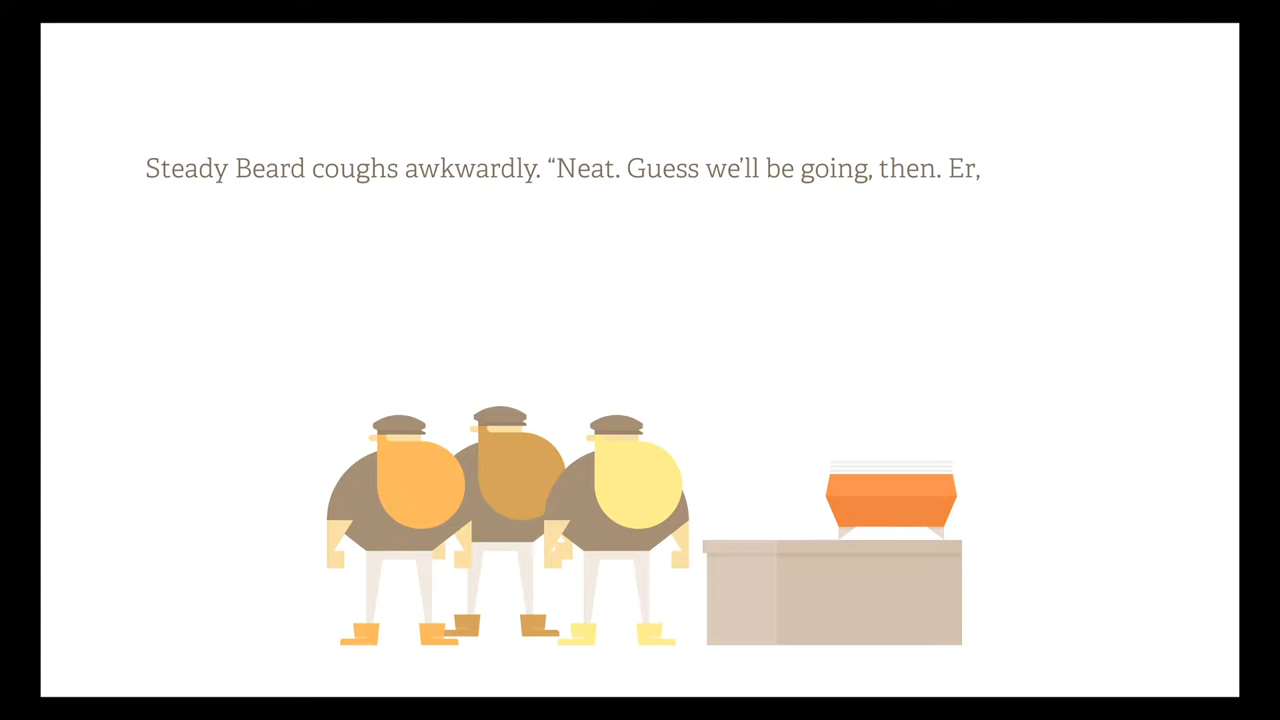 Steady Beard coughs awkwardly. “Neat. Guess we’ll be going, then. Er,